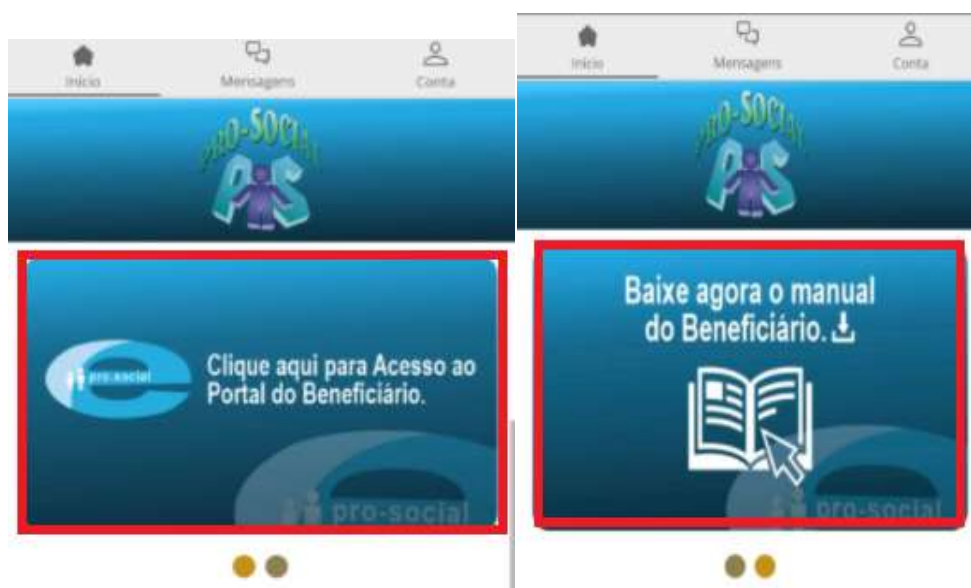 Início
Mensagens
Conta
PRO-SOCIAL
PS
pro-social
Clique aqui para Acesso ao
Portal do Beneficiário.
pro-social
Início
Mensagens
Conta
PRO-SOCIAL
PS
Baixe agora o manual
do Beneficiário.
pro-social